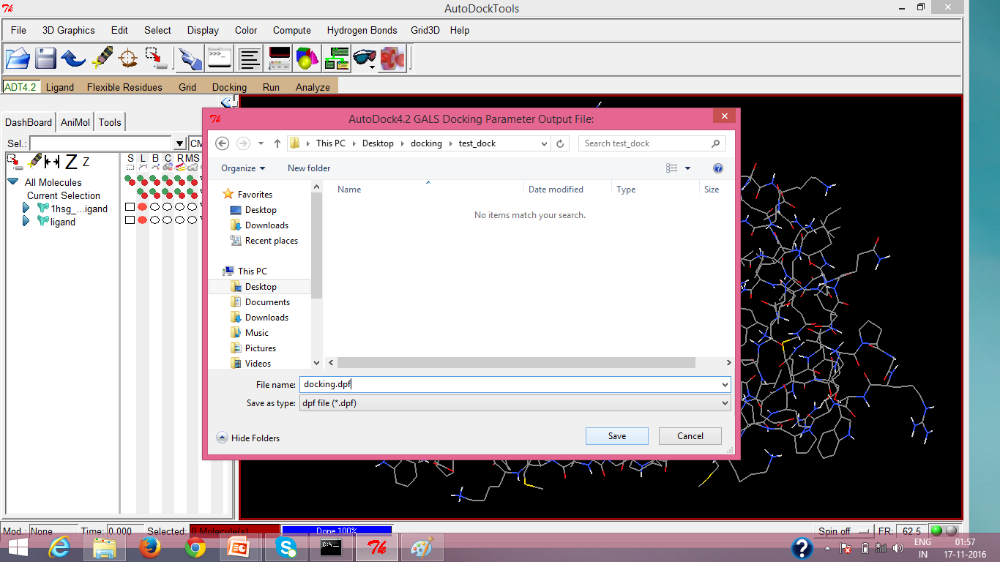 AutoDockTools
File 3D Graphics Edit Select Display Color Compute Hydrogen Bonds Grid3D Help
ADT4.2 Ligand Flexible Residues Grid Docking Run Analyze
DashBoard AniMol Tools
Sel.: CM
Z Z S L B C R MS
All Molecules
Current Selection
1hsg_...igand
ligand
AutoDock4.2 GALS Docking Parameter Output File:
This PC Desktop docking test_dock Search test_dock
Organize New folder
Name Date modified Type Size
No items match your search.
Favorites
Desktop
Downloads
Recent places
This PC
Desktop
Documents
Downloads
Music
Pictures
Videos
File name: docking.dpf
Save as type: dpf file (*.dpf)
Hide Folders Save Cancel
Mod.: None Time: 0.000 Selected: 0 Molecule(s) Done 100% Spin off FR: 62.5
ENG 01:57
IN 17-11-2016